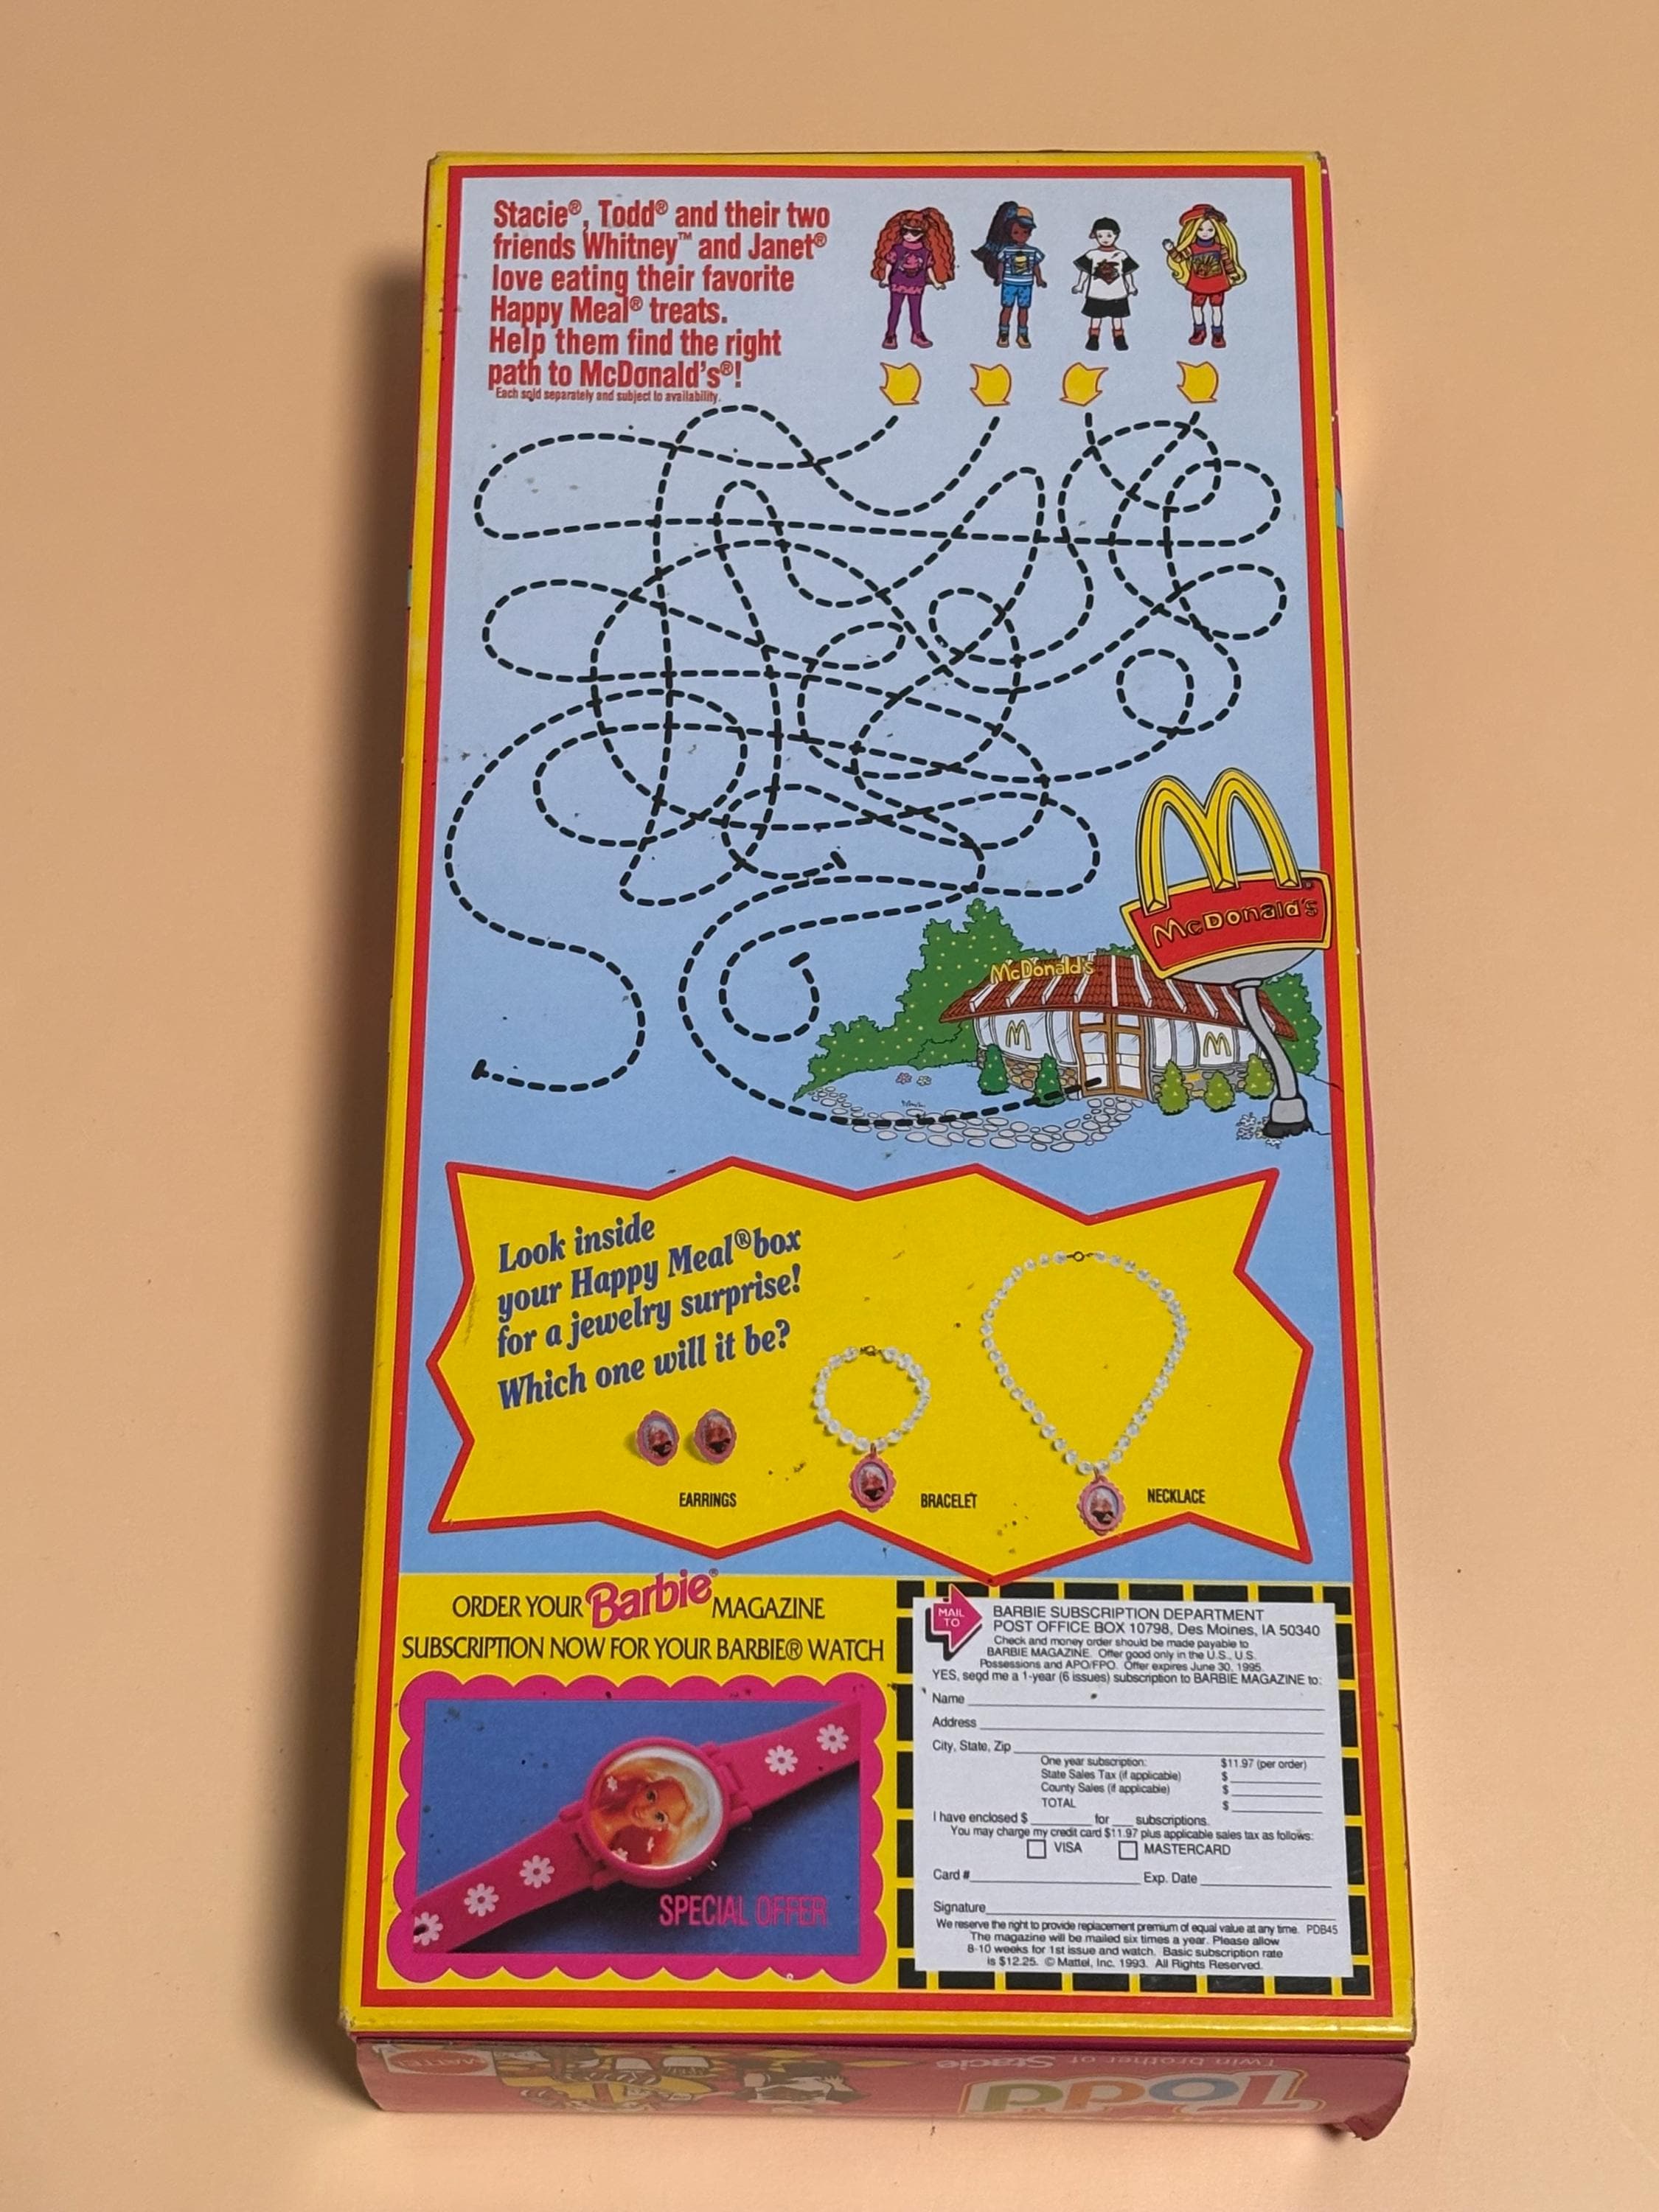 Stacie®, Todd® and their two
friends Whitney™ and Janet®
love eating their favorite
Happy Meal® treats.
Help them find the right
path to McDonald's®!
Each sold separately and subject to availability.
McDonald's
McDonald's
Look inside
your Happy Meal® box
for a jewelry surprise!
Which one will it be?
EARRINGS
BRACELET
NECKLACE
ORDER YOUR Barbie® MAGAZINE
SUBSCRIPTION NOW FOR YOUR BARBIE® WATCH
SPECIAL OFFER
MAIL
TO
BARBIE SUBSCRIPTION DEPARTMENT
POST OFFICE BOX 10798, Des Moines, IA 50340
Check and money order should be made payable to
BARBIE MAGAZINE. Offer good only in the U.S., U.S.
Possessions and APO/FPO. Offer expires June 30, 1995.
YES, send me a 1-year (6 issues) subscription to BARBIE MAGAZINE to:
Name
Address
City, State, Zip
One year subscription: $11.97 (per order)
State Sales Tax (if applicable) $
County Sales (if applicable) $
TOTAL $
I have enclosed $ for subscriptions.
You may charge my credit card $11.97 plus applicable sales tax as follows:
VISA MASTERCARD
Card # Exp. Date
Signature
We reserve the right to provide replacement premium of equal value at any time. PDB45
The magazine will be mailed six times a year. Please allow
8-10 weeks for 1st issue and watch. Basic subscription rate
is $12.25. © Mattel, Inc. 1993. All Rights Reserved.
Twin brother of Stacie
Todd
MATTEL